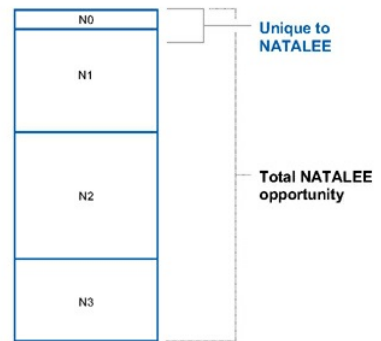 N0
Unique to
NATALEE
N1
Total NATALEE
opportunity
N2
N3